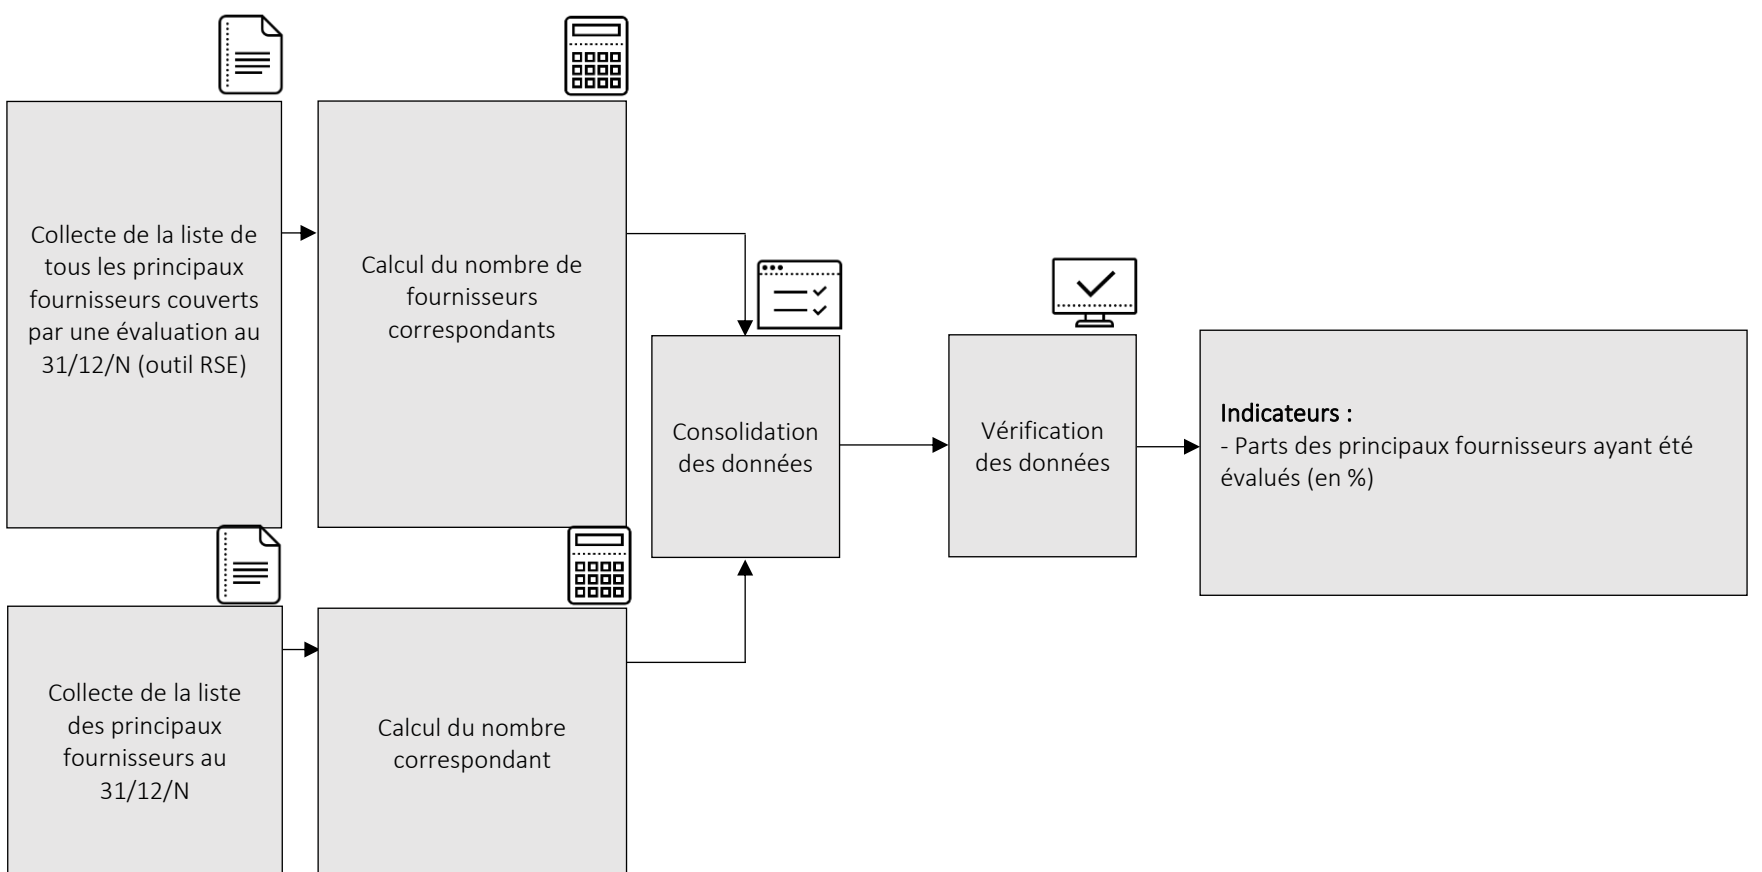 Collecte de la liste de
tous les principaux
fournisseurs couverts
par une évaluation au
31/12/N (outil RSE)
Calcul du nombre de
fournisseurs
correspondants
Consolidation
des données
Vérification
des données
Indicateurs :
- Parts des principaux fournisseurs ayant été
évalués (en %)
Collecte de la liste
des principaux
fournisseurs au
31/12/N
Calcul du nombre
correspondant